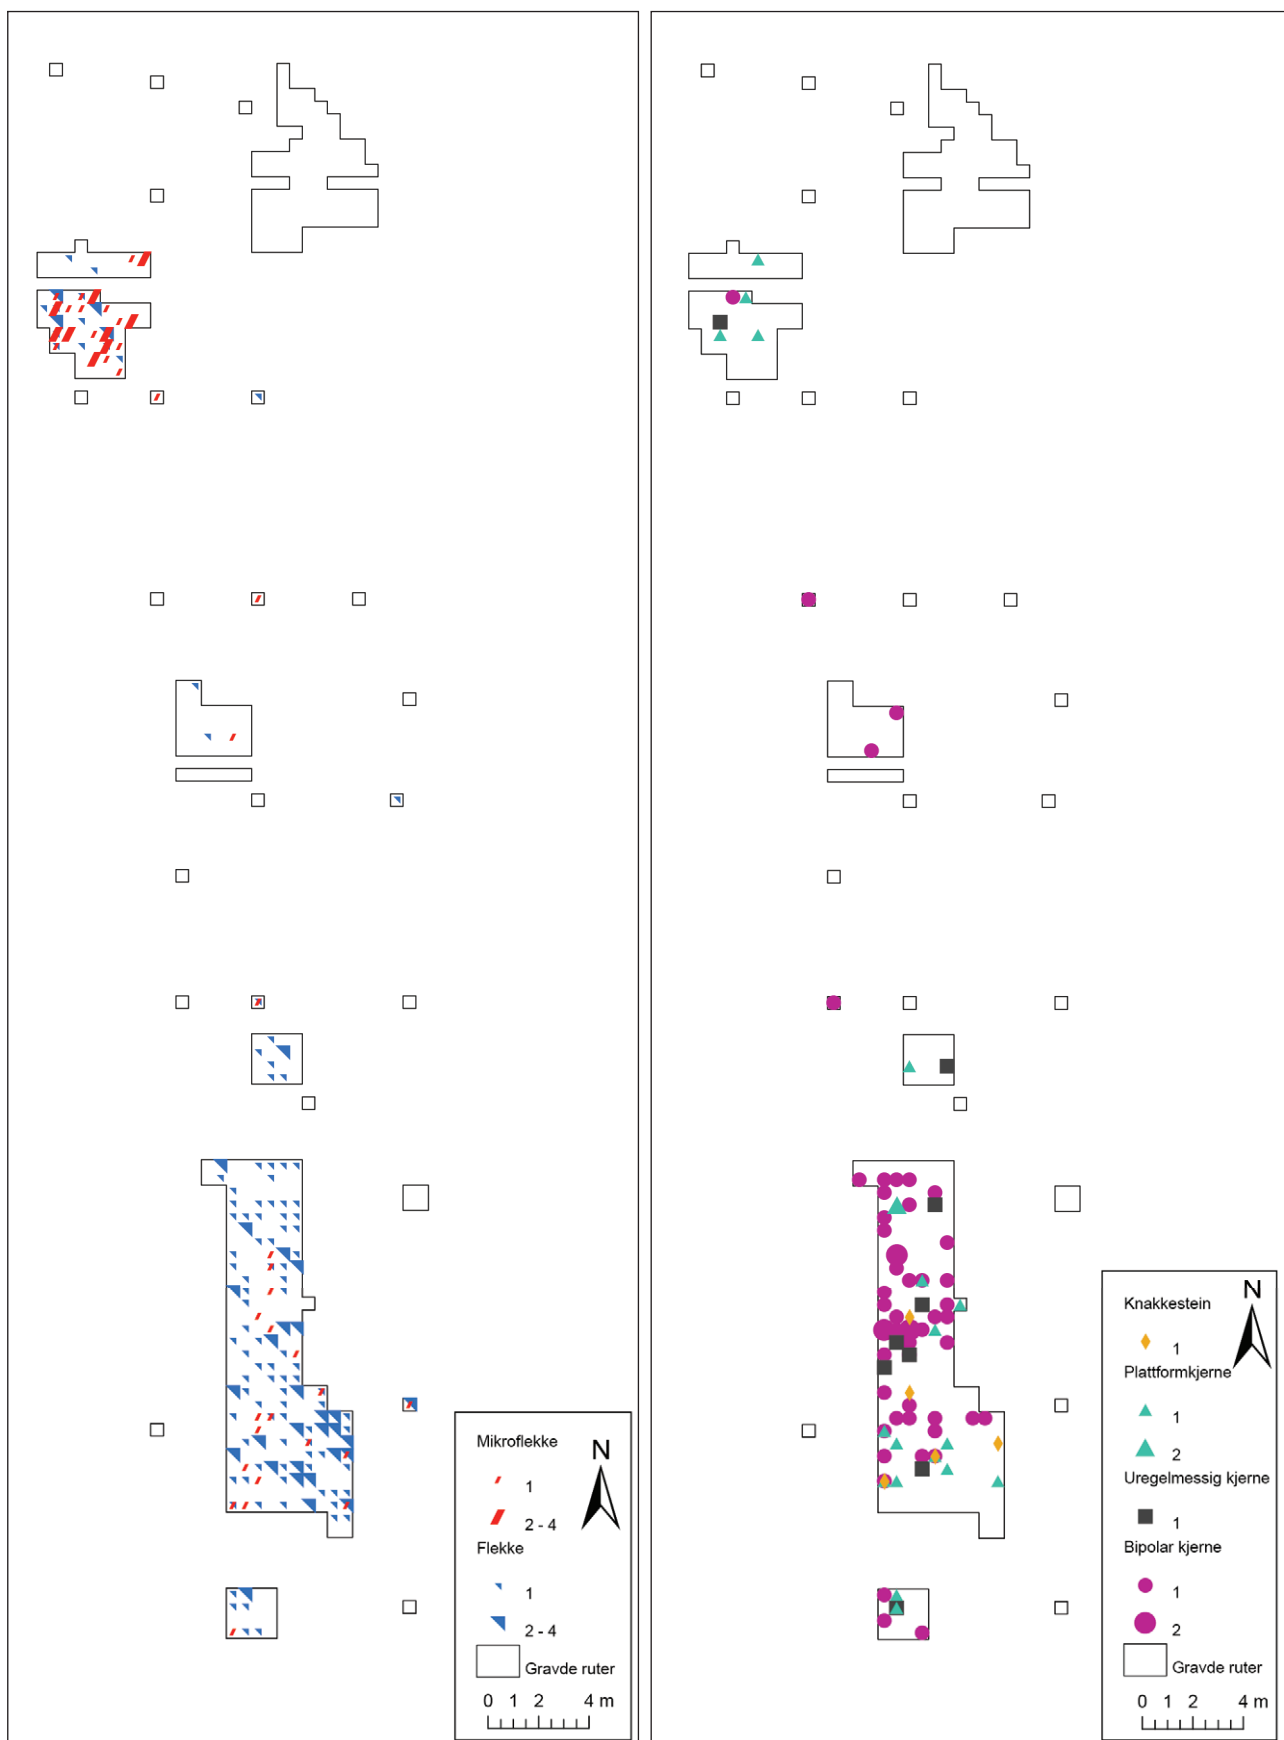 Mikroflekke
N
1
2 - 4
Flekke
1
2 - 4
Gravde ruter
0 1 2 4 m
Knakkestein
N
1
Plattformkjerne
1
2
Uregelmessig kjerne
1
Bipolar kjerne
1
2
Gravde ruter
0 1 2 4 m